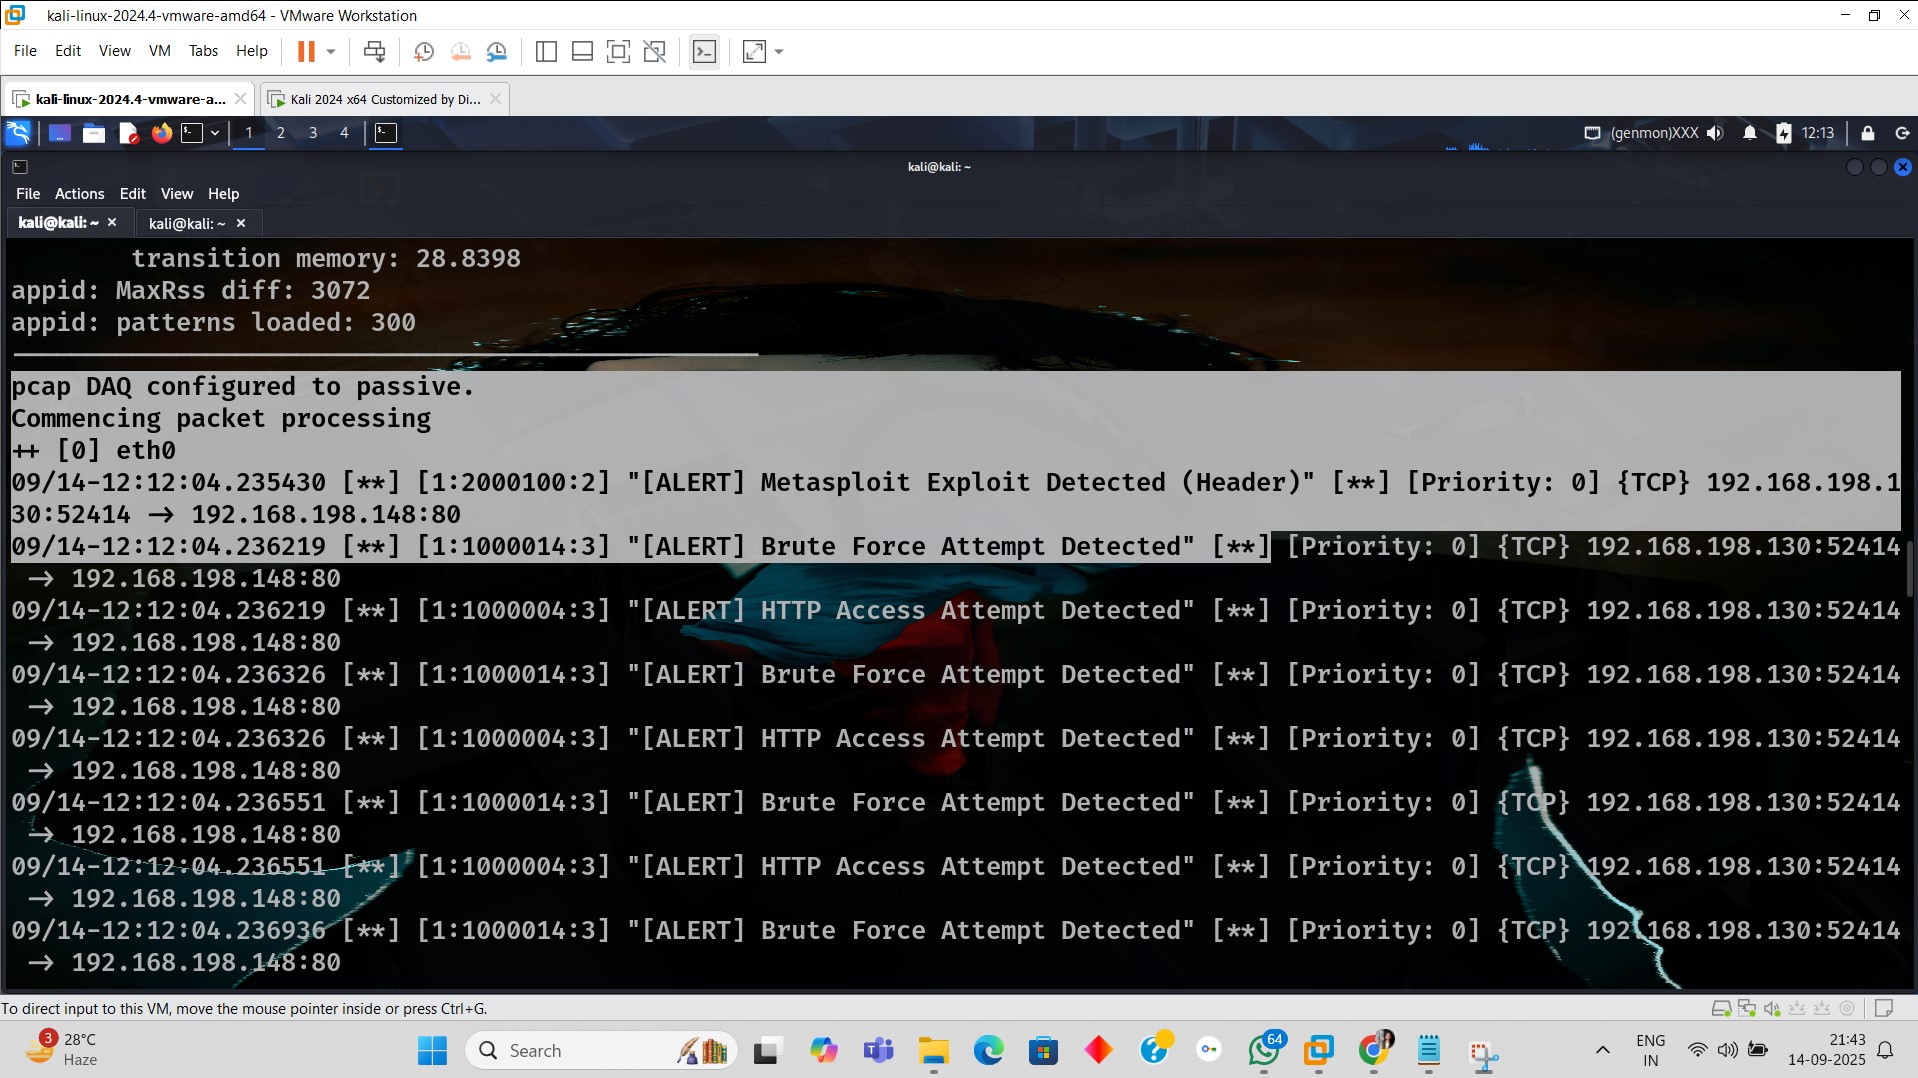 kali-linux-2024.4-vmware-amd64 - VMware Workstation
File Edit View VM Tabs Help
kali-linux-2024.4-vmware-a... Kali 2024 x64 Customized by Di...
1 2 3 4 (genmon)XXX 12:13
kali@kali: ~
File Actions Edit View Help
kali@kali: ~ kali@kali: ~
transition memory: 28.8398
appid: MaxRss diff: 3072
appid: patterns loaded: 300
pcap DAQ configured to passive.
Commencing packet processing
++ [0] eth0
09/14-12:12:04.235430 [**] [1:2000100:2] "[ALERT] Metasploit Exploit Detected (Header)" [**] [Priority: 0] {TCP} 192.168.198.1
30:52414 -> 192.168.198.148:80
09/14-12:12:04.236219 [**] [1:1000014:3] "[ALERT] Brute Force Attempt Detected" [**] [Priority: 0] {TCP} 192.168.198.130:52414
-> 192.168.198.148:80
09/14-12:12:04.236219 [**] [1:1000004:3] "[ALERT] HTTP Access Attempt Detected" [**] [Priority: 0] {TCP} 192.168.198.130:52414
-> 192.168.198.148:80
09/14-12:12:04.236326 [**] [1:1000014:3] "[ALERT] Brute Force Attempt Detected" [**] [Priority: 0] {TCP} 192.168.198.130:52414
-> 192.168.198.148:80
09/14-12:12:04.236326 [**] [1:1000004:3] "[ALERT] HTTP Access Attempt Detected" [**] [Priority: 0] {TCP} 192.168.198.130:52414
-> 192.168.198.148:80
09/14-12:12:04.236551 [**] [1:1000014:3] "[ALERT] Brute Force Attempt Detected" [**] [Priority: 0] {TCP} 192.168.198.130:52414
-> 192.168.198.148:80
09/14-12:12:04.236551 [**] [1:1000004:3] "[ALERT] HTTP Access Attempt Detected" [**] [Priority: 0] {TCP} 192.168.198.130:52414
-> 192.168.198.148:80
09/14-12:12:04.236936 [**] [1:1000014:3] "[ALERT] Brute Force Attempt Detected" [**] [Priority: 0] {TCP} 192.168.198.130:52414
-> 192.168.198.148:80
To direct input to this VM, move the mouse pointer inside or press Ctrl+G.
3 28°C
Haze
Search
64
ENG
IN
21:43
14-09-2025